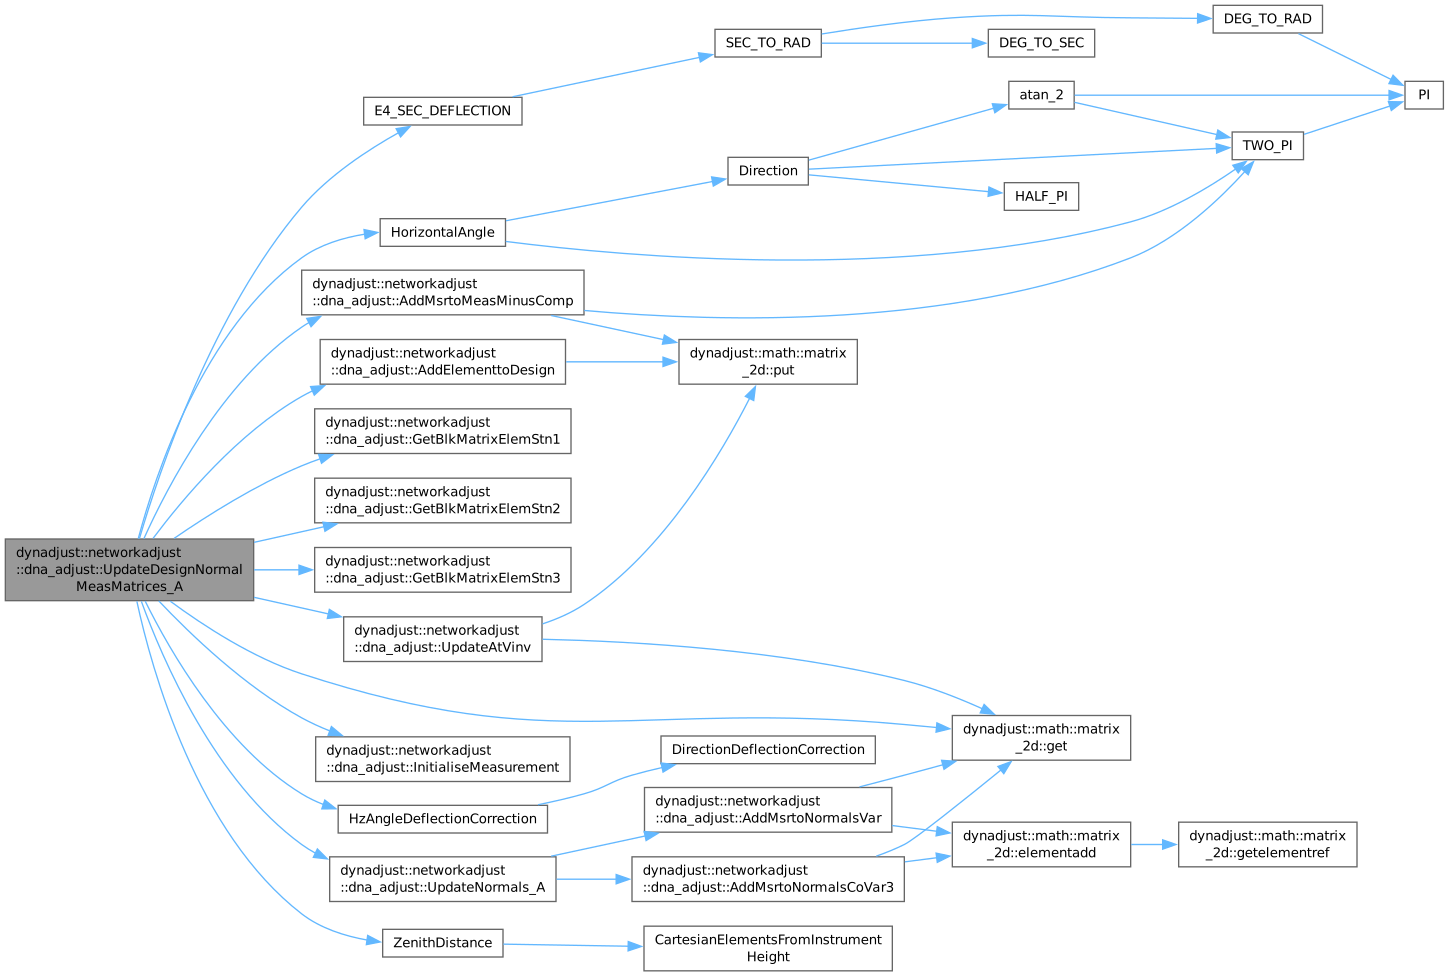 DEG_TO_RAD
SEC_TO_RAD
DEG_TO_SEC
E4_SEC_DEFLECTION
atan_2
PI
TWO_PI
Direction
HALF_PI
HorizontalAngle
dynadjust::networkadjust
::dna_adjust::AddMsrtoMeasMinusComp
dynadjust::networkadjust
::dna_adjust::AddElementtoDesign
dynadjust::math::matrix
_2d::put
dynadjust::networkadjust
::dna_adjust::GetBlkMatrixElemStn1
dynadjust::networkadjust
::dna_adjust::GetBlkMatrixElemStn2
dynadjust::networkadjust
::dna_adjust::UpdateDesignNormal
MeasMatrices_A
dynadjust::networkadjust
::dna_adjust::GetBlkMatrixElemStn3
dynadjust::networkadjust
::dna_adjust::UpdateAtVinv
dynadjust::math::matrix
_2d::get
dynadjust::networkadjust
::dna_adjust::InitialiseMeasurement
DirectionDeflectionCorrection
HzAngleDeflectionCorrection
dynadjust::networkadjust
::dna_adjust::AddMsrtoNormalsVar
dynadjust::math::matrix
_2d::elementadd
dynadjust::math::matrix
_2d::getelementref
dynadjust::networkadjust
::dna_adjust::UpdateNormals_A
dynadjust::networkadjust
::dna_adjust::AddMsrtoNormalsCoVar3
ZenithDistance
CartesianElementsFromInstrument
Height